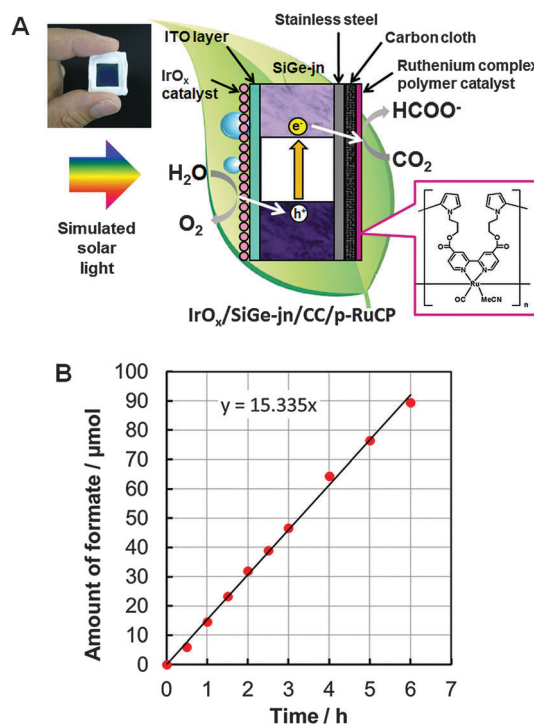 A
Stainless steel
ITO layer
SiGe-jn
Carbon cloth
IrOₓ
catalyst
Ruthenium complex
polymer catalyst
HCOO⁻
e⁻
CO₂
H₂O
O₂
h⁺
Simulated
solar
light
N
N
O
O
O
O
N
N
Ru
OC
MeCN
n
IrOₓ/SiGe-jn/CC/p-RuCP
B
y = 15.335x
Amount of formate / µmol
100
90
80
70
60
50
40
30
20
10
0
0 1 2 3 4 5 6 7
Time / h